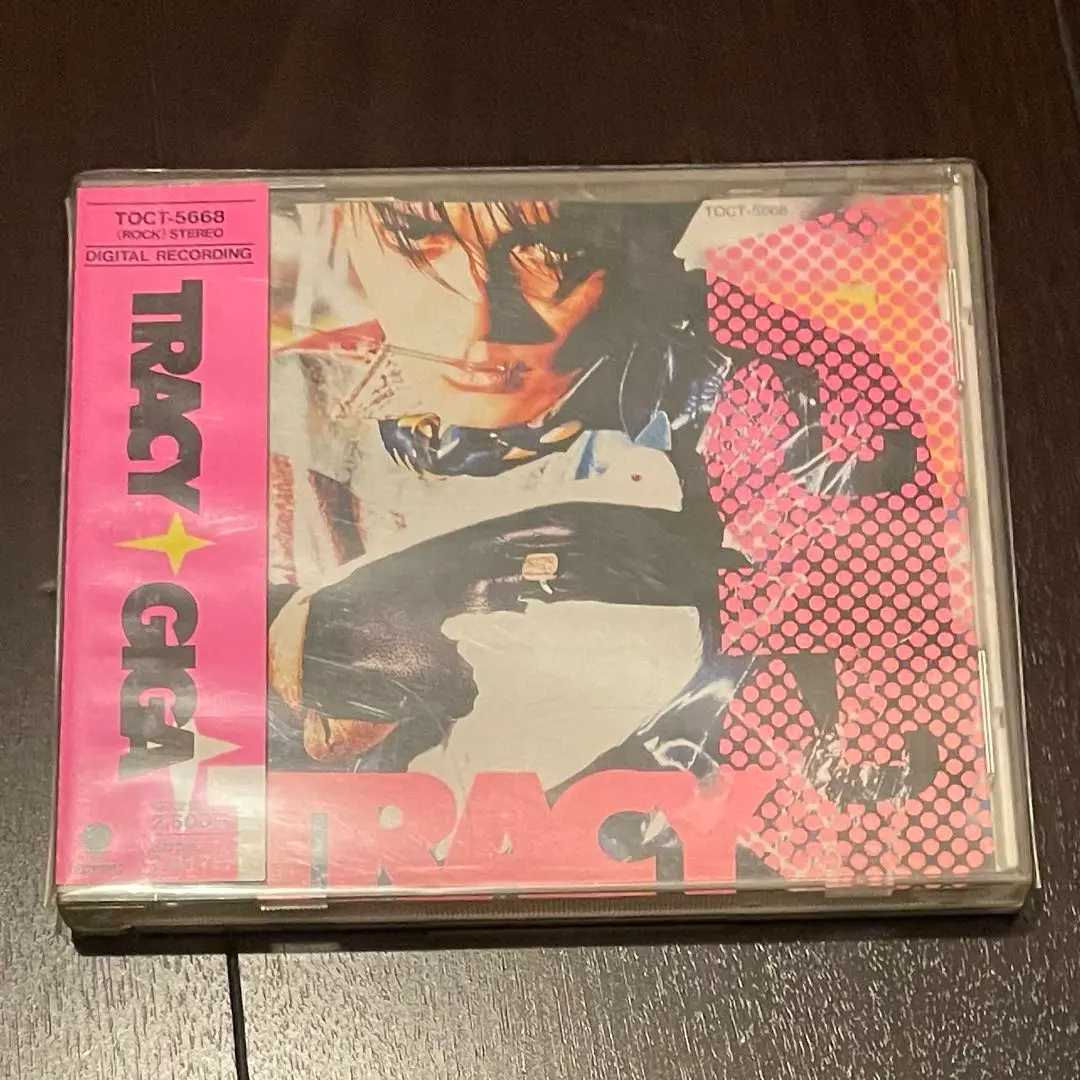 TOCT-5668
(ROCK) STEREO
DIGITAL RECORDING
TRACY
GIGA
TOCT-5668
TRACY